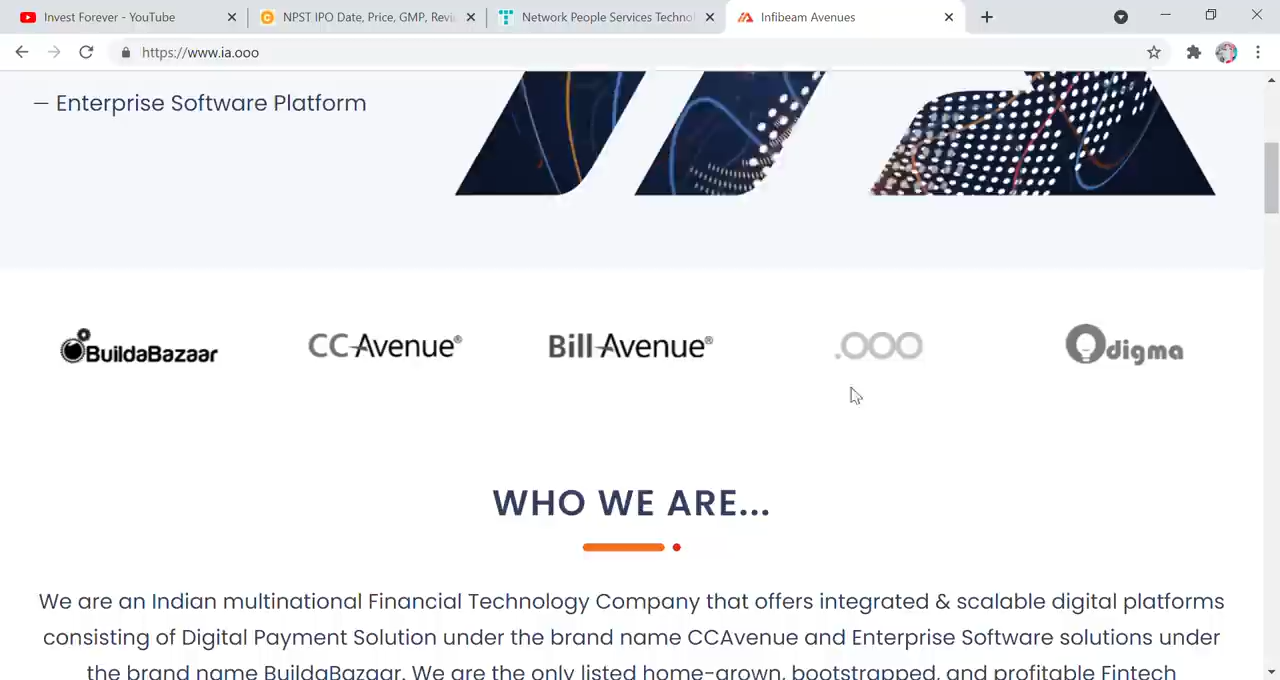 Invest Forever - YouTube
NPST IPO Date, Price, GMP, Revi
Network People Services Technol
Infibeam Avenues
https://www.ia.ooo
— Enterprise Software Platform
BuildaBazaar
CCAvenue®
BillAvenue®
.OOO
Odigma
WHO WE ARE...
We are an Indian multinational Financial Technology Company that offers integrated & scalable digital platforms
consisting of Digital Payment Solution under the brand name CCAvenue and Enterprise Software solutions under
the brand name BuildaBazaar. We are the only listed home-grown, bootstrapped, and profitable Fintech